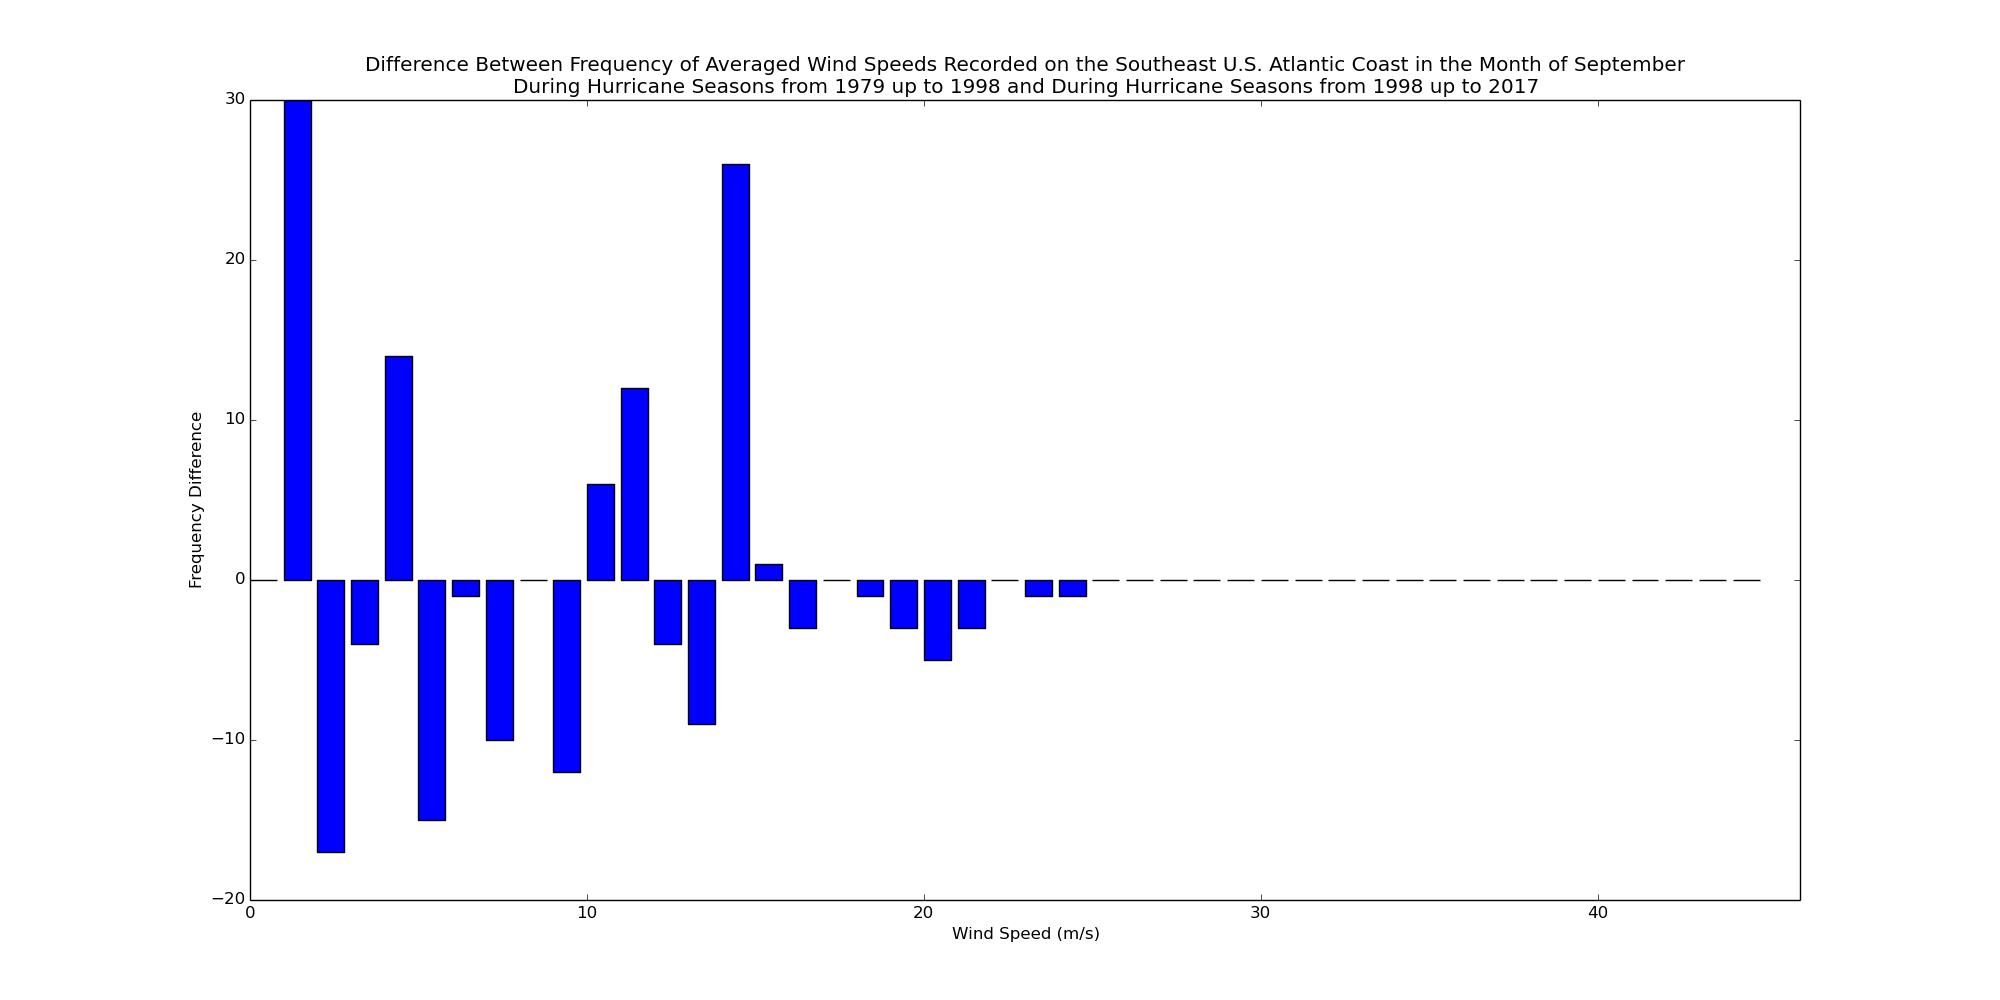 Difference Between Frequency of Averaged Wind Speeds Recorded on the Southeast U.S. Atlantic Coast in the Month of September
During Hurricane Seasons from 1979 up to 1998 and During Hurricane Seasons from 1998 up to 2017
30
20
10
0
−10
−20
Frequency Difference
0 10 20 30 40
Wind Speed (m/s)